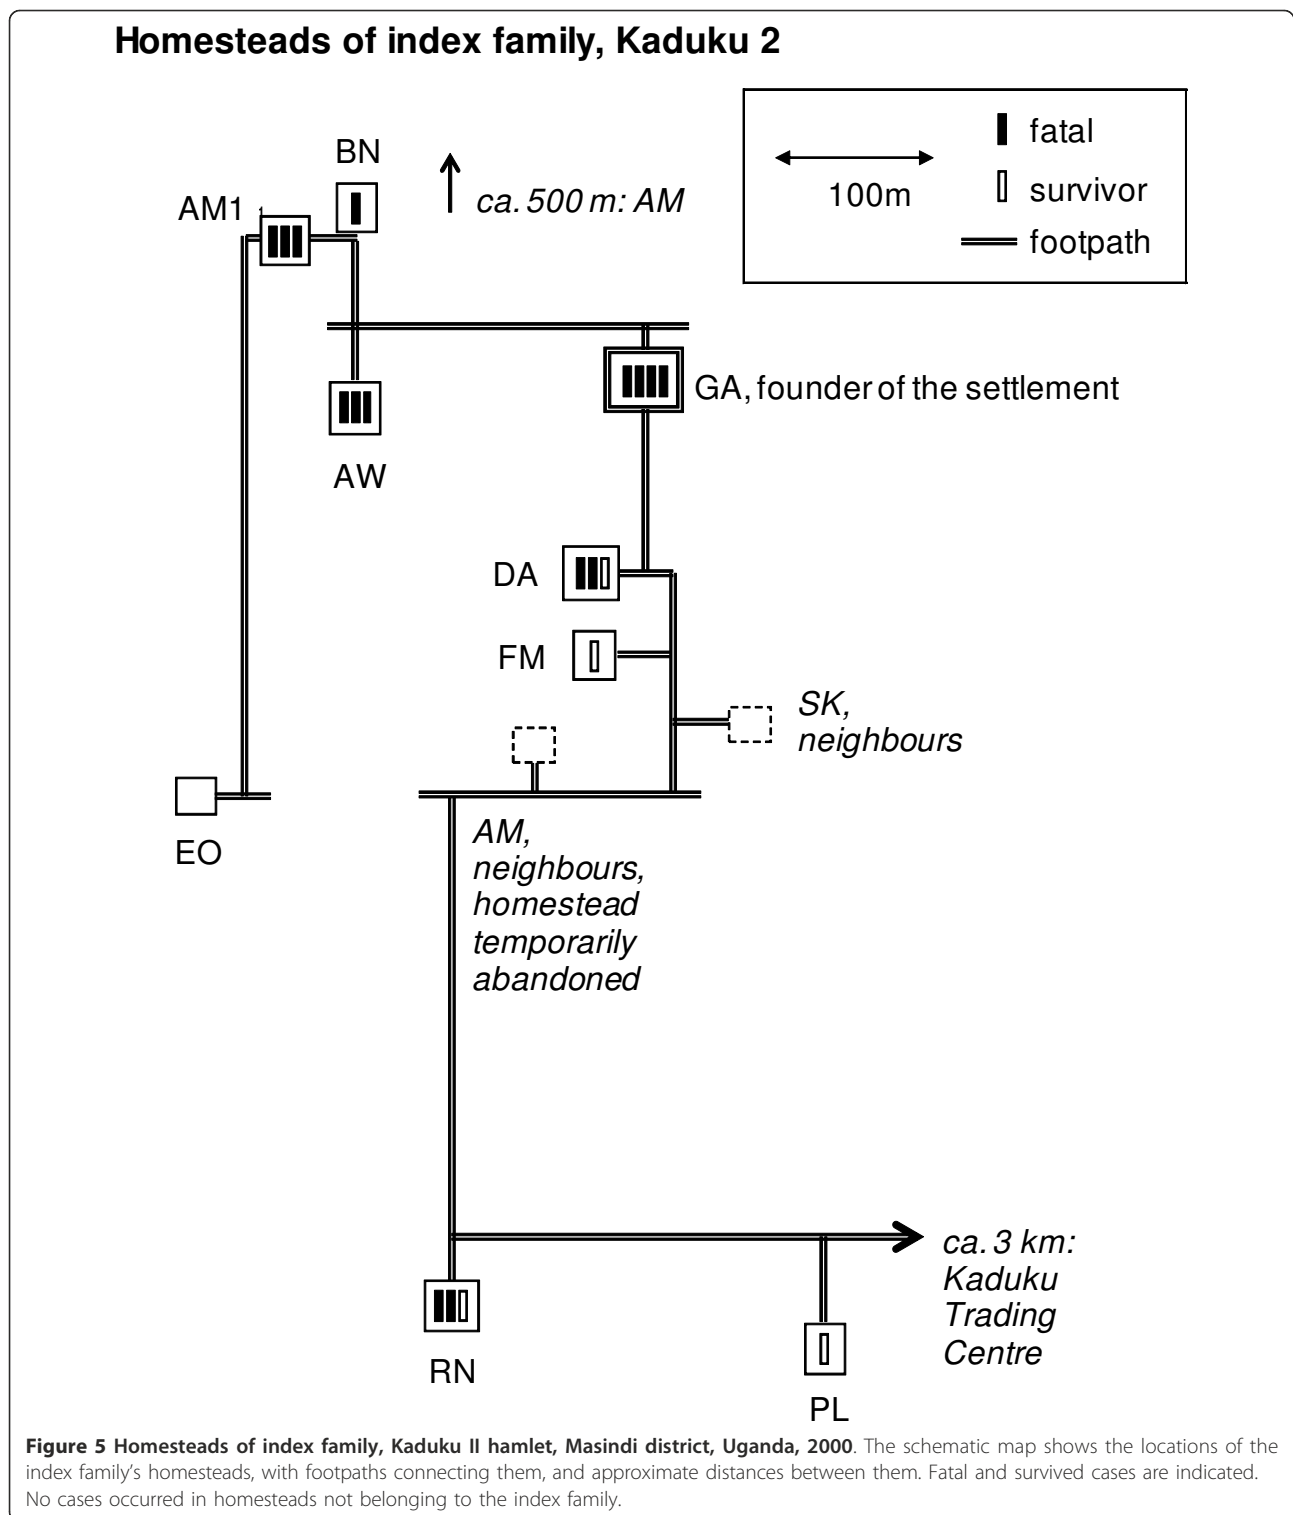 Homesteads of index family, Kaduku 2
fatal
survivor
footpath
100m
BN
AM1
ca. 500 m: AM
GA, founder of the settlement
AW
DA
FM
SK,
neighbours
EO
AM,
neighbours,
homestead
temporarily
abandoned
ca. 3 km:
Kaduku
Trading
Centre
RN
PL
Figure 5 Homesteads of index family, Kaduku II hamlet, Masindi district, Uganda, 2000. The schematic map shows the locations of the
index family's homesteads, with footpaths connecting them, and approximate distances between them. Fatal and survived cases are indicated.
No cases occurred in homesteads not belonging to the index family.